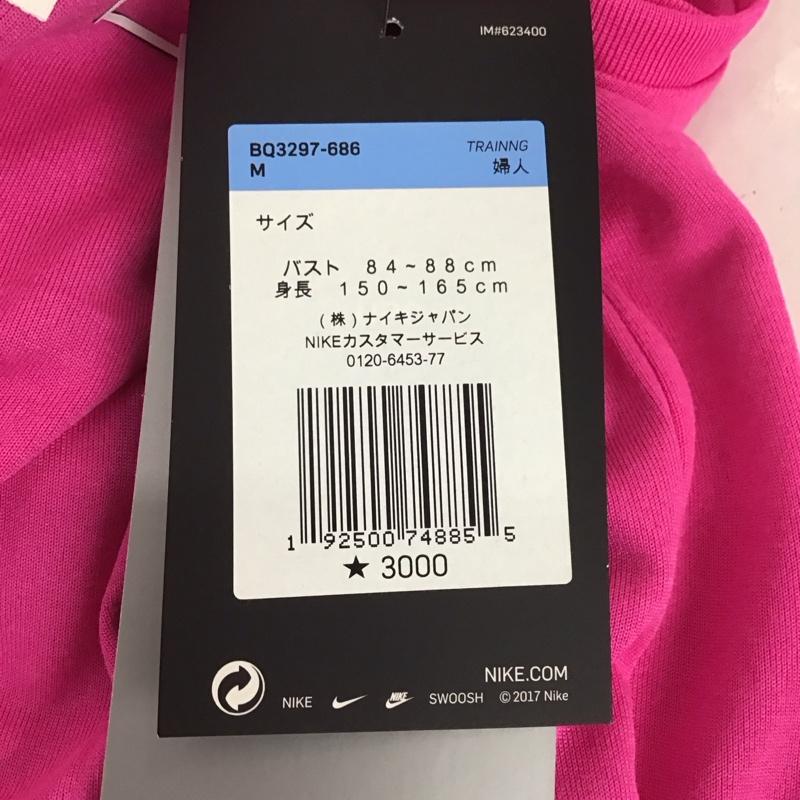 IM#623400
BQ3297-686 TRAINNG
M 婦人
サイズ
バスト 84~88cm
身長 150~165cm
(株)ナイキジャパン
NIKEカスタマーサービス
0120-6453-77
1 92500 74885 5
★ 3000
NIKE.COM
NIKE NIKE SWOOSH © 2017 Nike